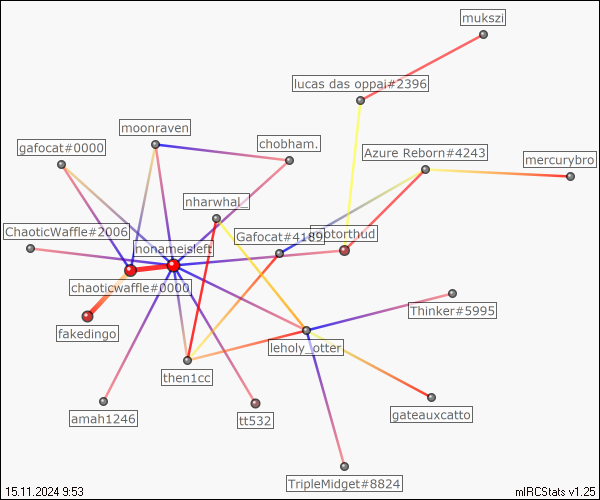 mukszi
lucas das oppai#2396
moonraven
chobham.
gafocat#0000
Azure Reborn#4243
mercurybro
nharwhal_
ChaoticWaffle#2006
Gafocat#4189
nonameisleft
chaoticwaffle#0000
Thinker#5995
fakedingo
leholy_otter
then1cc
amah1246
tt532
gateauxcatto
TripleMidget#8824
15.11.2024 9:53
mIRCStats v1.25